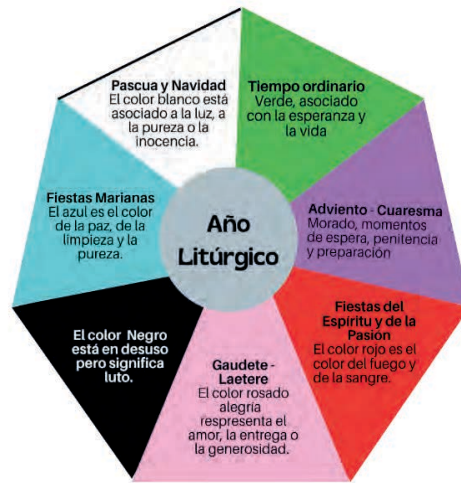 Pascua y Navidad
El color blanco está
asociado a la luz, a
la pureza o la
inocencia.
Tiempo ordinario
Verde, asociado
con la esperanza y
la vida
Adviento - Cuaresma
Morado, momentos
de espera, penitencia
y preparación
Fiestas del
Espíritu y de la
Pasión
El color rojo es el
color del fuego y
de la sangre.
Gaudete -
Laetere
El color rosado
alegría
respresenta el
amor, la entrega o
la generosidad.
El color Negro
está en desuso
pero significa
luto.
Fiestas Marianas
El azul es el color
de la paz, de la
limpieza y la
pureza.
Año
Litúrgico